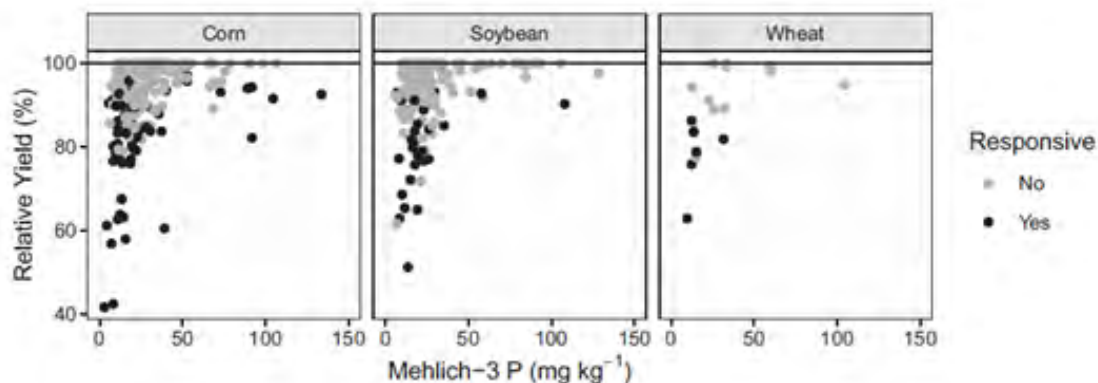 Corn Soybean Wheat
100
80
60
40
Relative Yield (%)
0 50 100 150 0 50 100 150 0 50 100 150
Mehlich−3 P (mg kg⁻¹)
Responsive
No
Yes